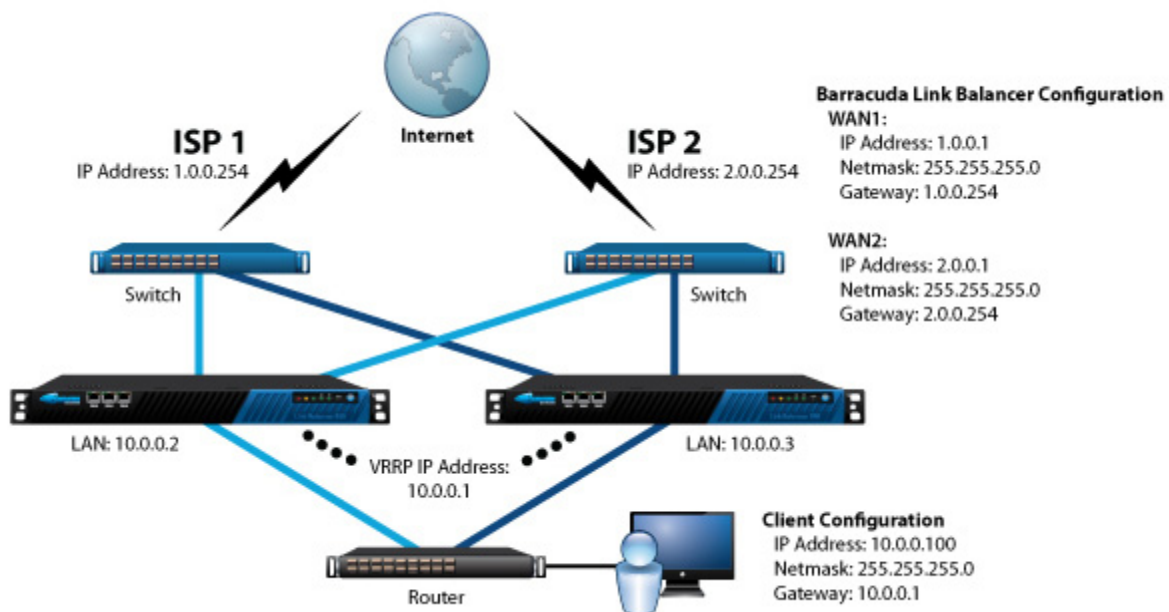 Internet
ISP 1
IP Address: 1.0.0.254
ISP 2
IP Address: 2.0.0.254
Barracuda Link Balancer Configuration
WAN1:
IP Address: 1.0.0.1
Netmask: 255.255.255.0
Gateway: 1.0.0.254
WAN2:
IP Address: 2.0.0.1
Netmask: 255.255.255.0
Gateway: 2.0.0.254
Switch
Switch
LAN: 10.0.0.2
LAN: 10.0.0.3
VRRP IP Address:
10.0.0.1
Router
Client Configuration
IP Address: 10.0.0.100
Netmask: 255.255.255.0
Gateway: 10.0.0.1